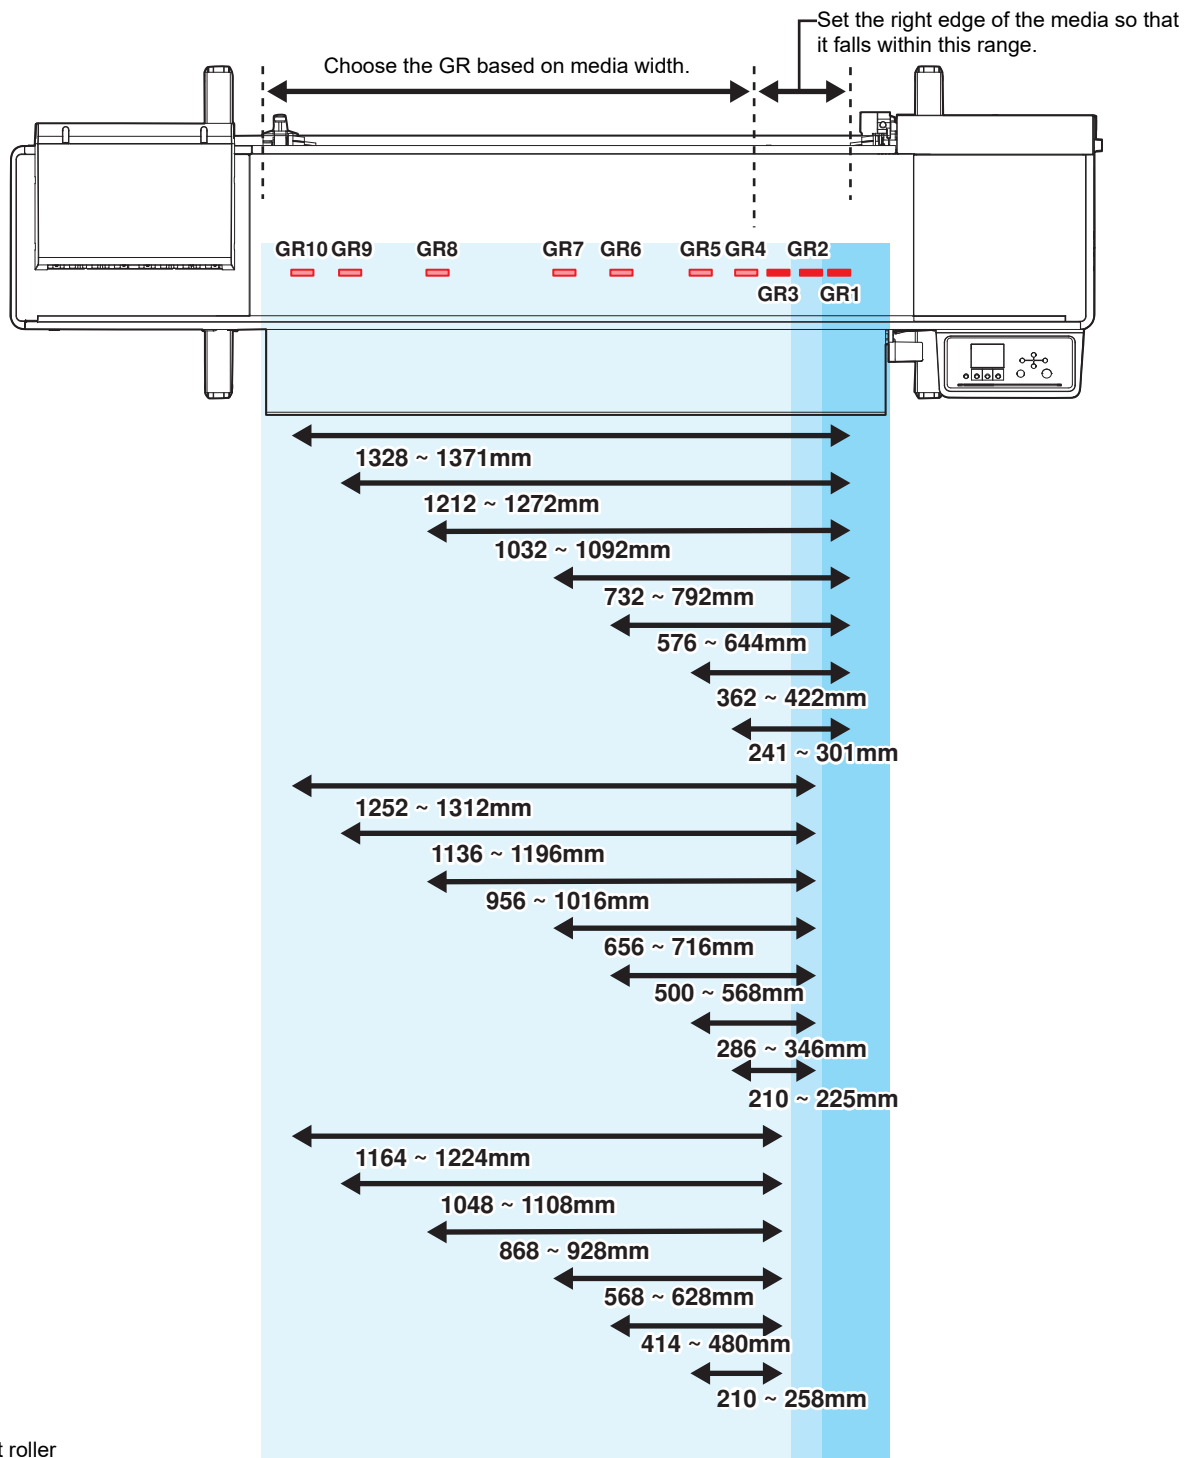 Set the right edge of the media so that
it falls within this range.
Choose the GR based on media width.
GR10 GR9 GR8 GR7 GR6 GR5 GR4 GR2
GR3 GR1
1328 ~ 1371mm
1212 ~ 1272mm
1032 ~ 1092mm
732 ~ 792mm
576 ~ 644mm
362 ~ 422mm
241 ~ 301mm
1252 ~ 1312mm
1136 ~ 1196mm
956 ~ 1016mm
656 ~ 716mm
500 ~ 568mm
286 ~ 346mm
210 ~ 225mm
1164 ~ 1224mm
1048 ~ 1108mm
868 ~ 928mm
568 ~ 628mm
414 ~ 480mm
210 ~ 258mm
t roller